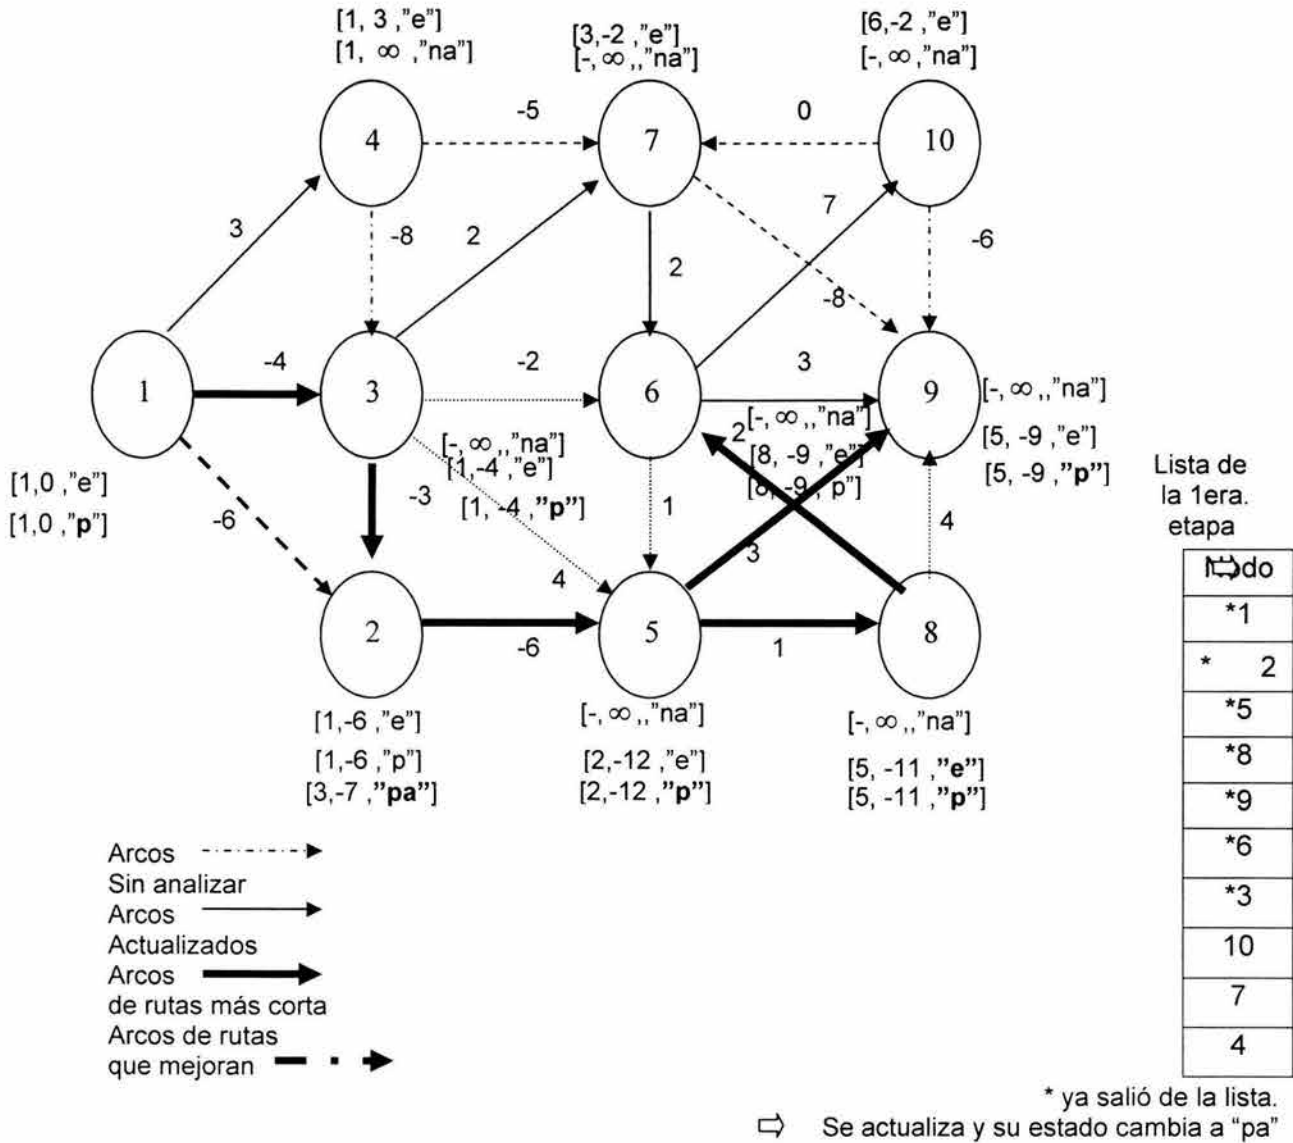 [1, 3 ,"e"]
[1, ∞ ,"na"]
[3,-2 ,"e"]
[-, ∞ ,,"na"]
[6,-2 ,"e"]
[-, ∞ ,"na"]
4
-5
7
0
10
3
-8
2
2
7
-6
-8
1
-4
3
-2
6
3
9
[-, ∞ ,,"na"]
[5, -9 ,"e"]
[5, -9 ,"p"]
[-, ∞ ,,"na"]
[1,-4 ,"e"]
[1, -4 ,"p"]
2
[-, ∞ ,,"na"]
[8, -9 ,"e"]
[8, -9 , p"]
[1,0 ,"e"]
[1,0 ,"p"]
-6
-3
4
1
3
4
2
-6
5
1
8
[1,-6 ,"e"]
[1,-6 ,"p"]
[3,-7 ,"pa"]
[-, ∞ ,,"na"]
[2,-12 ,"e"]
[2,-12 ,"p"]
[-, ∞ ,,"na"]
[5, -11 ,"e"]
[5, -11 ,"p"]
Lista de
la 1era.
etapa
do
*1
* 2
*5
*8
*9
*6
*3
10
7
4
Arcos
Sin analizar
Arcos
Actualizados
Arcos
de rutas más corta
Arcos de rutas
que mejoran
* ya salió de la lista.
⇨ Se actualiza y su estado cambia a "pa"